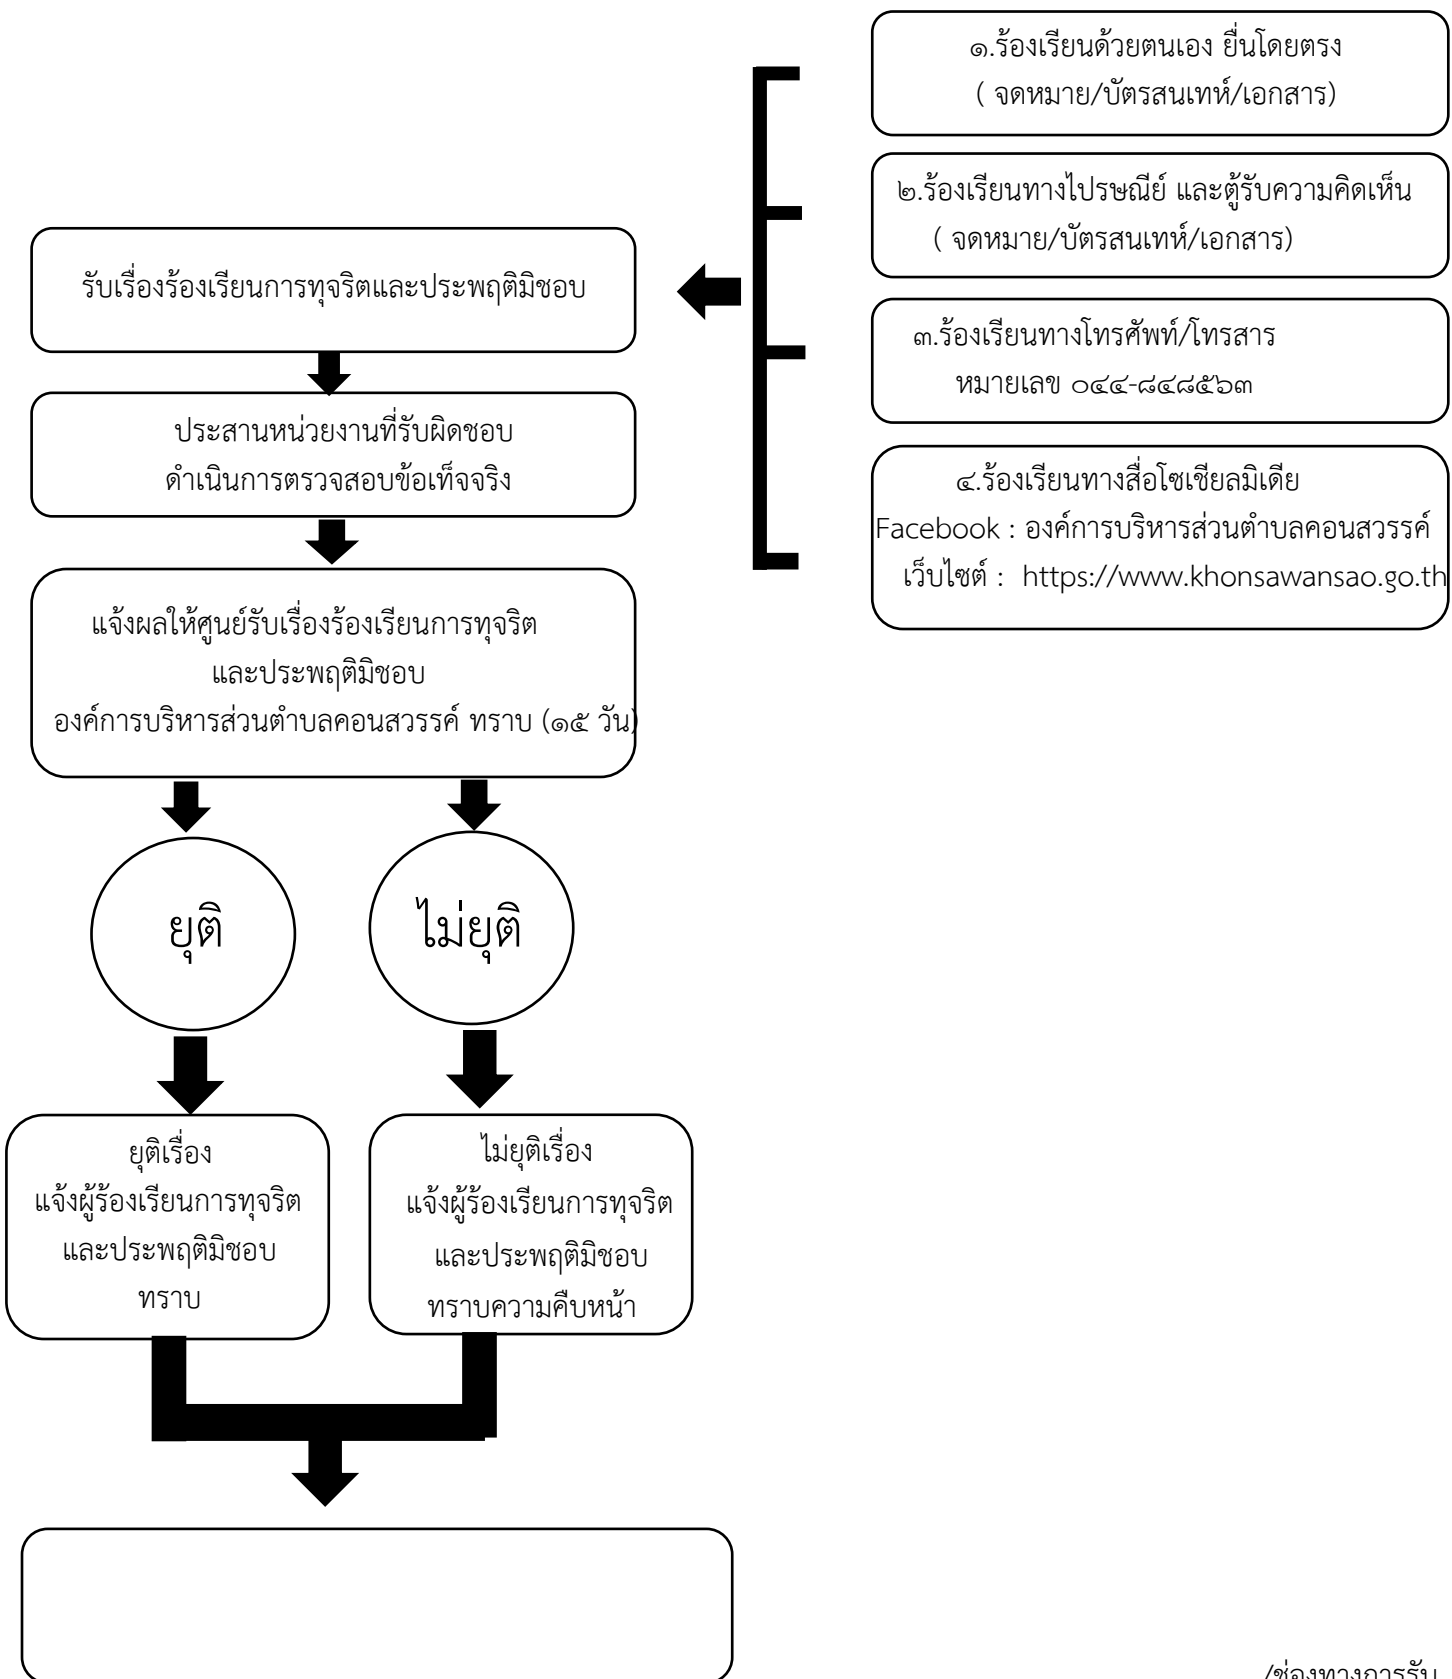 ๑.ร้องเรียนด้วยตนเอง ยื่นโดยตรง
( จดหมาย/บัตรสนเทห์/เอกสาร)
๒.ร้องเรียนทางไปรษณีย์ และตู้รับความคิดเห็น
( จดหมาย/บัตรสนเทห์/เอกสาร)
๓.ร้องเรียนทางโทรศัพท์/โทรสาร
หมายเลข ๐๔๔-๘๔๘๕๖๓
๔.ร้องเรียนทางสื่อโซเชียลมิเดีย
Facebook : องค์การบริหารส่วนตำบลคอนสวรรค์
เว็บไซต์ : https://www.khonsawansao.go.th
รับเรื่องร้องเรียนการทุจริตและประพฤติมิชอบ
ประสานหน่วยงานที่รับผิดชอบ
ดำเนินการตรวจสอบข้อเท็จจริง
แจ้งผลให้ศูนย์รับเรื่องร้องเรียนการทุจริต
และประพฤติมิชอบ
องค์การบริหารส่วนตำบลคอนสวรรค์ ทราบ (๑๕ วัน)
ยุติ
ไม่ยุติ
ยุติเรื่อง
แจ้งผู้ร้องเรียนการทุจริต
และประพฤติมิชอบ
ทราบ
ไม่ยุติเรื่อง
แจ้งผู้ร้องเรียนการทุจริต
และประพฤติมิชอบ
ทราบความคืบหน้า
/ช่องทางการรับ